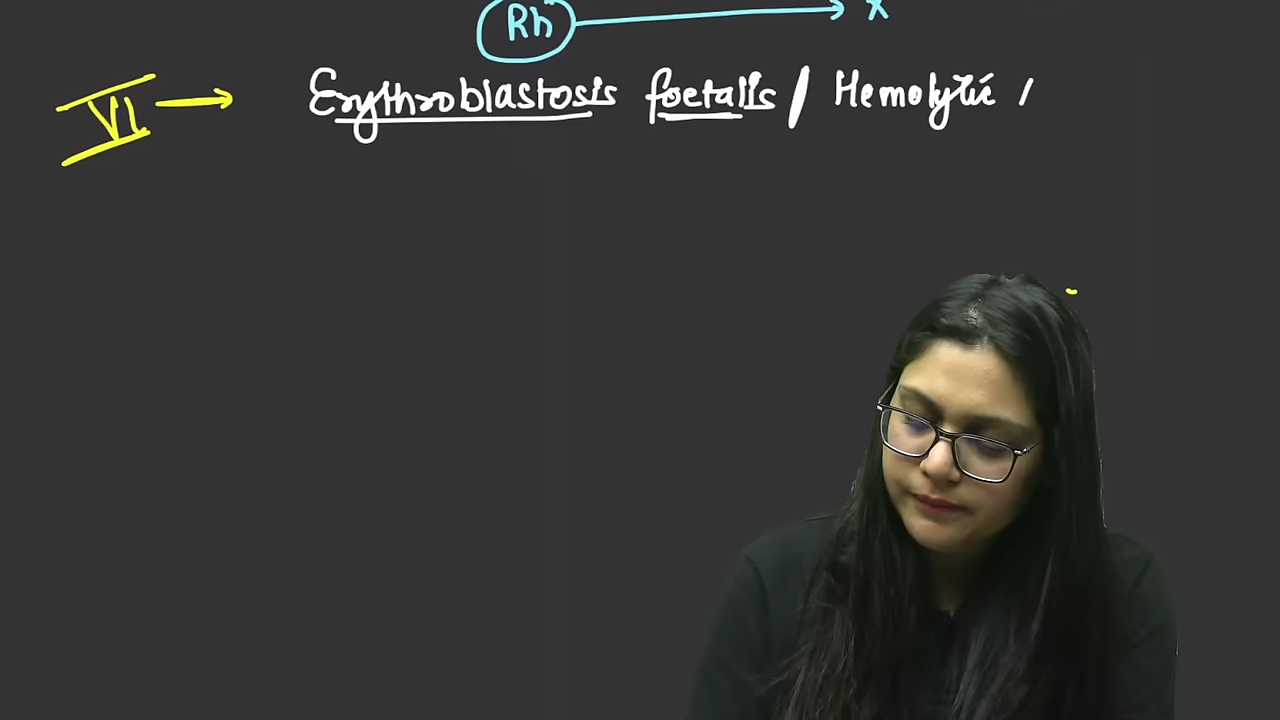 Rh → x
VI → Erythroblastosis foetalis / Hemolytic